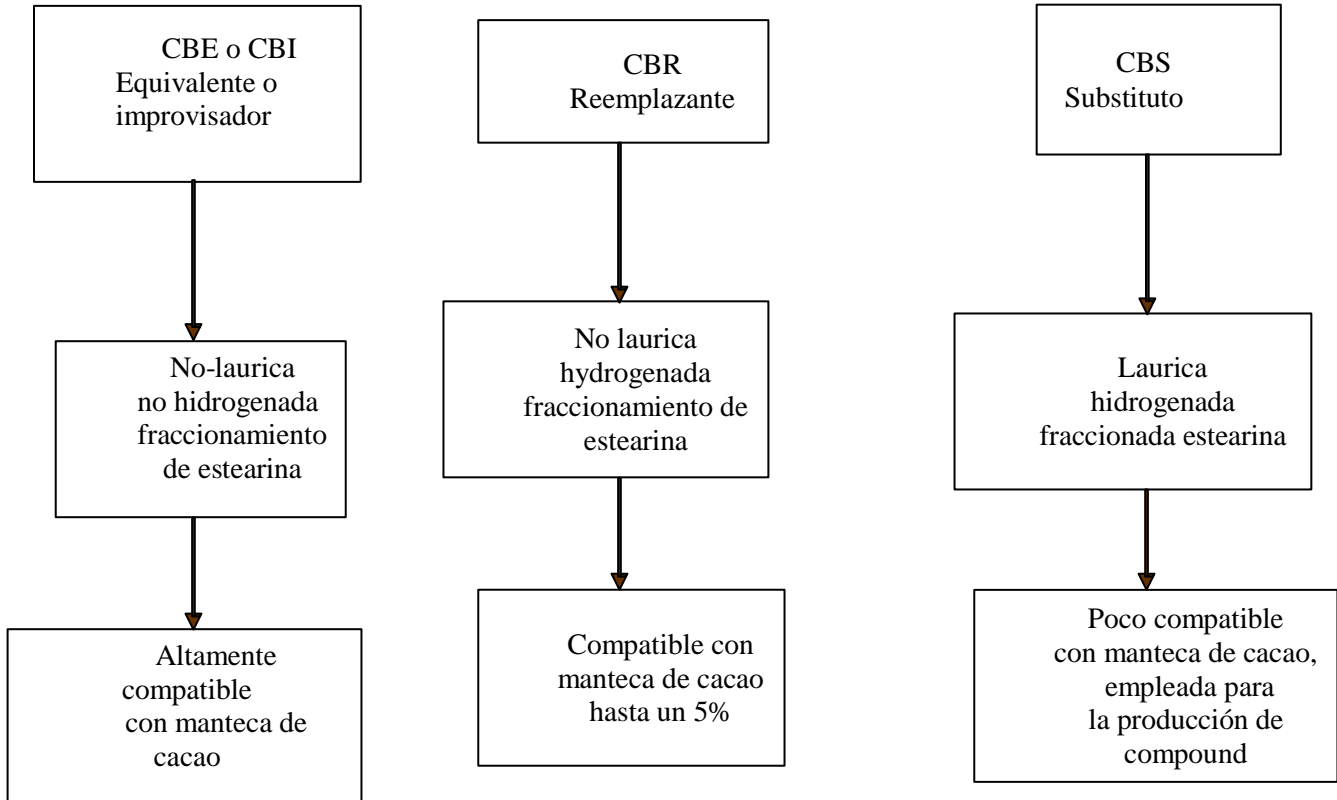 CBE o CBI
Equivalente o
improvisador
CBR
Reemplazante
CBS
Substituto
No-laurica
no hidrogenada
fraccionamiento
de estearina
No laurica
hydrogenada
fraccionamiento de
estearina
Laurica
hidrogenada
fraccionada estearina
Altamente
compatible
con manteca de
cacao
Compatible con
manteca de cacao
hasta un 5%
Poco compatible
con manteca de cacao,
empleada para
la producción de
compound